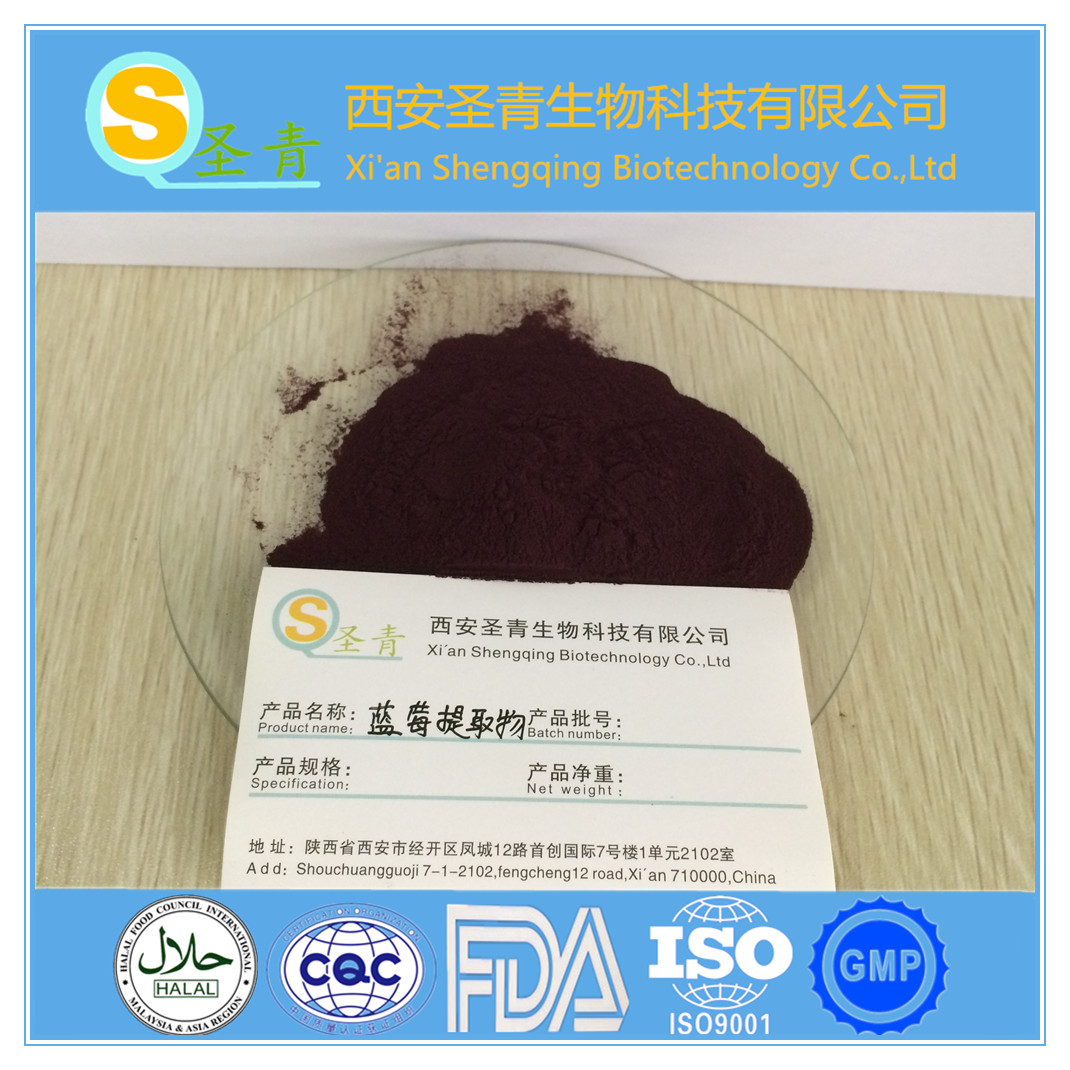 S
圣青
西安圣青生物科技有限公司
Xi'an Shengqing Biotechnology Co.,Ltd
S
圣青
西安圣青生物科技有限公司
Xi'an Shengqing Biotechnology Co.,Ltd
产品名称: 蓝莓提取物 产品批号:
Product name: Batch number:
产品规格: 产品净重:
Specification: Net weight:
地址: 陕西省西安市经开区凤城12路首创国际7号楼1单元2102室
Add: Shouchuangguoji 7-1-2102,fengcheng12 road,Xi'an 710000,China
HALAL FOOD COUNCIL INTERNATIONAL
حلال
HALAL
MALAYSIA & ASIA REGION
CERTIFICATION ORGANIZATION
CQC
FDA
ISO
ISO9001
GMP